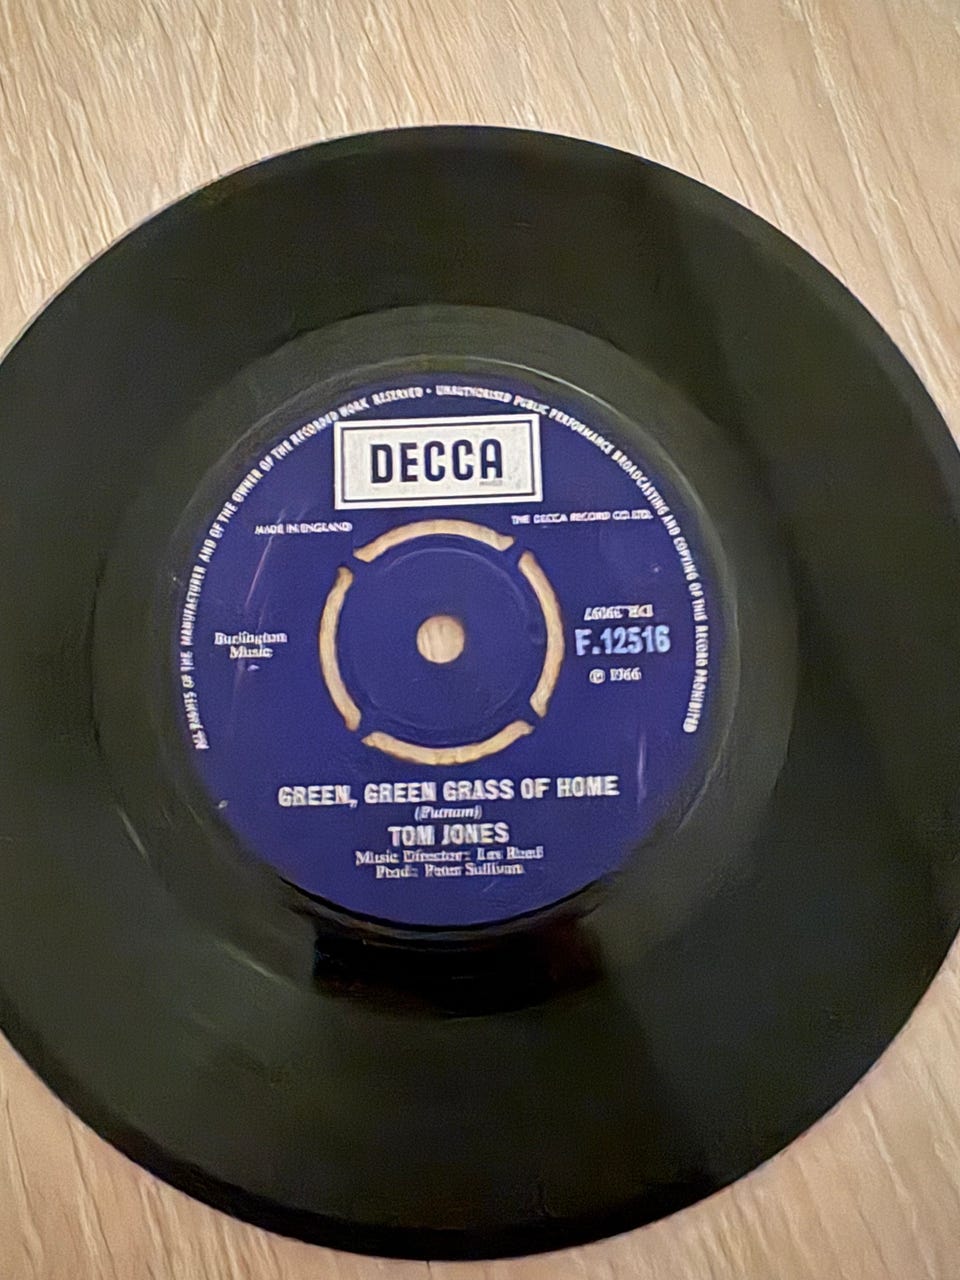 ALL RIGHTS OF THE MANUFACTURER AND OF THE OWNER OF THE RECORDED WORK RESERVED • UNAUTHORISED PUBLIC PERFORMANCE BROADCASTING AND COPYING OF THIS RECORD PROHIBITED
DECCA
MADE IN ENGLAND
THE DECCA RECORD CO. LTD.
Burlington
Music
F.12516
℗ 1966
GREEN, GREEN GRASS OF HOME
(Putnam)
TOM JONES
Music Director: Les Reed
Prod: Peter Sullivan